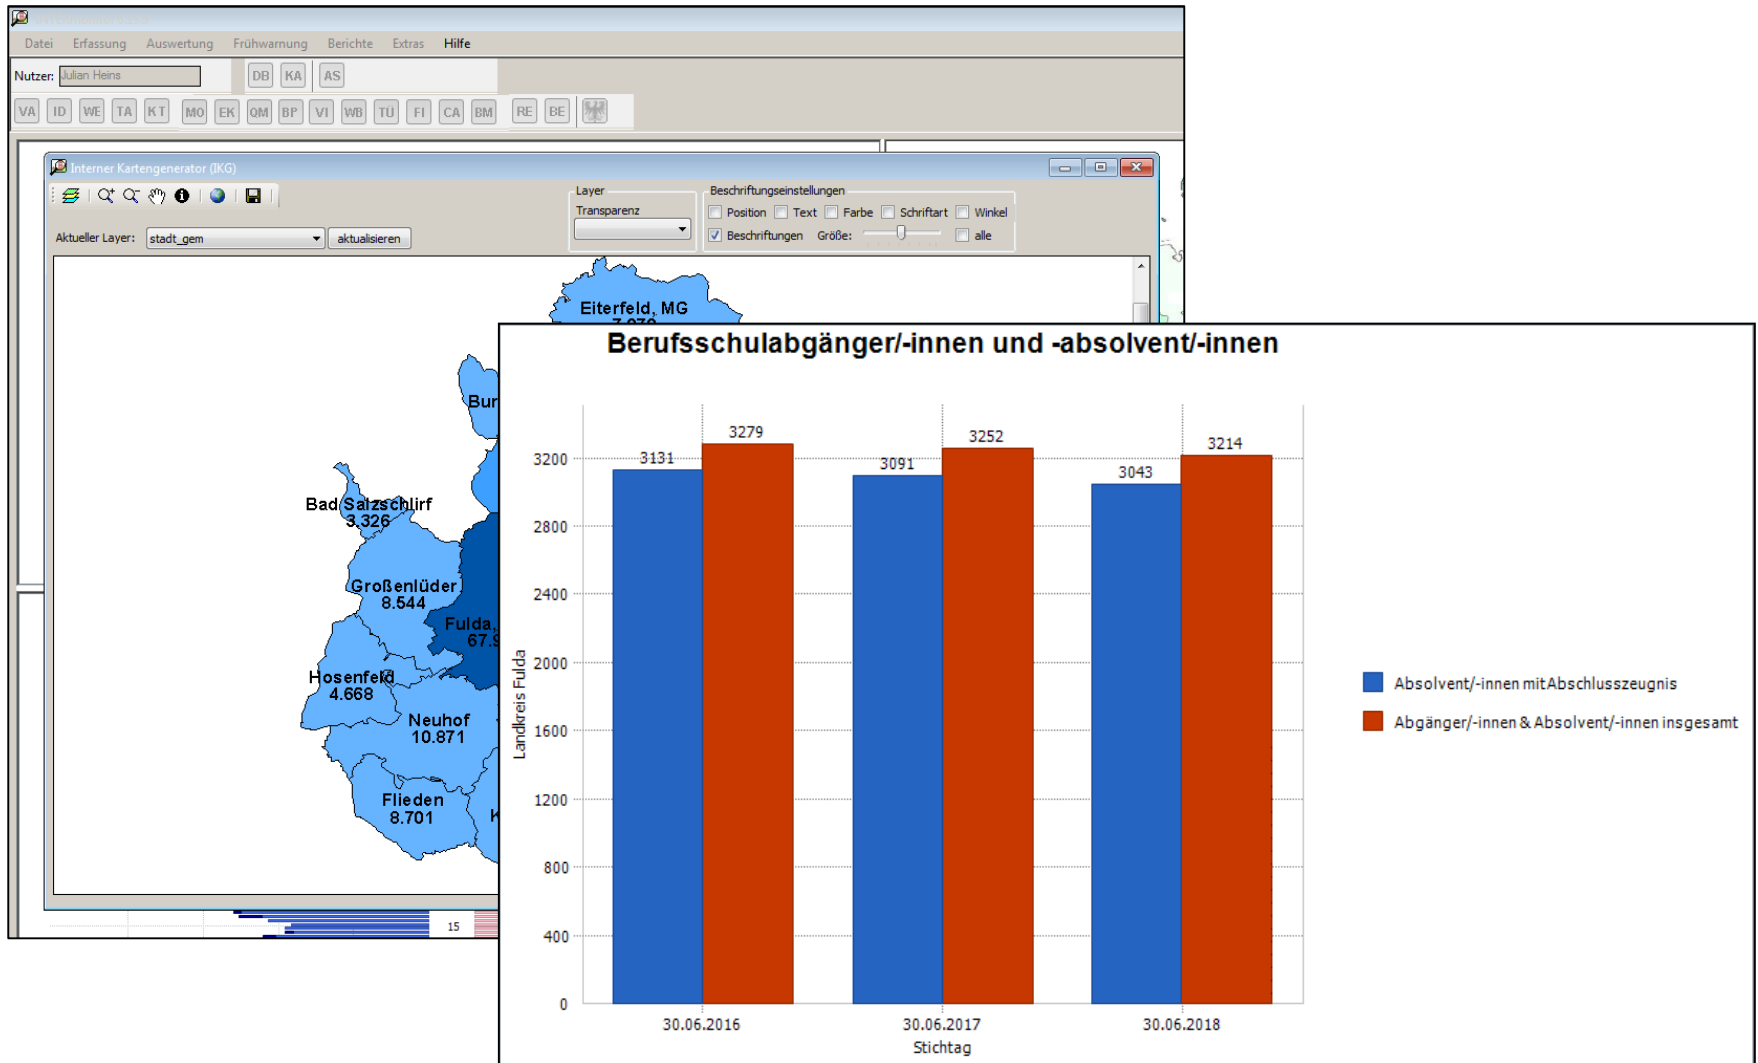 Datei Erfassung Auswertung Frühwarnung Berichte Extras Hilfe
Nutzer: Julian Heins DB KA AS
VA ID WE TA KT MO EK QM BP VI WB TÜ FI CA BM RE BE
Interner Kartengenerator (IKG)
Layer
Transparenz
Beschriftungseinstellungen
Position Text Farbe Schriftart Winkel
Beschriftungen Größe: alle
Aktueller Layer: stadt_gem aktualisieren
Eiterfeld, MG
Bur
Bad Salzschlirf
3.326
Großenlüder
8.544
Fulda,
67.9
Hosenfeld
4.668
Neuhof
10.871
Flieden
8.701
K
15
Berufsschulabgänger/-innen und -absolvent/-innen
3279
3131
3252
3091
3214
3043
3200
2800
2400
2000
1600
1200
800
400
0
Landkreis Fulda
30.06.2016 30.06.2017 30.06.2018
Stichtag
Absolvent/-innen mit Abschlusszeugnis
Abgänger/-innen & Absolvent/-innen insgesamt